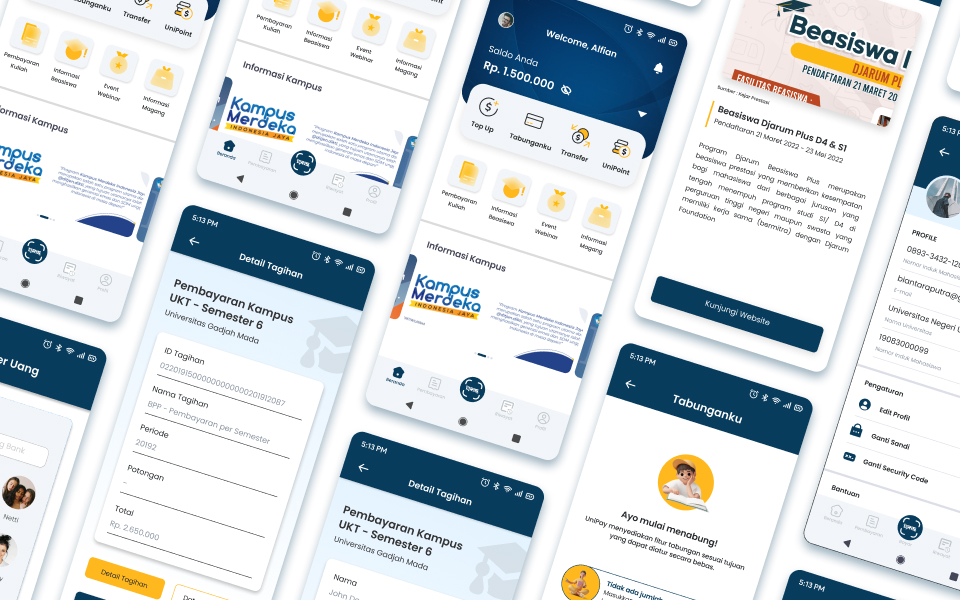 Transfer
UniPoint
Pembayaran
Kuliah
Informasi
Beasiswa
Event
Webinar
Informasi
Magang
Informasi Kampus
Kampus
Merdeka
INDONESIA JAYA
Pembayaran
Kuliah
Informasi
Beasiswa
Event
Webinar
Informasi
Magang
Informasi Kampus
Kampus
Merdeka
INDONESIA JAYA
Beranda
Pembayaran
Riwayat
Profil
Welcome, Alfian
Saldo Anda
Rp. 1.500.000
Top Up
Tabunganku
Transfer
UniPoint
Pembayaran
Kuliah
Informasi
Beasiswa
Event
Webinar
Informasi
Magang
Informasi Kampus
Kampus
Merdeka
INDONESIA JAYA
Beranda
Pembayaran
Riwayat
Profil
Beasiswa
DJARUM PL
PENDAFTARAN 21 MARET 20
FASILITAS BEASISWA :
Sumber : Kejar Prestasi
Beasiswa Djarum Plus D4 & S1
Pendaftaran 21 Maret 2022 - 23 Mei 2022
Program Djarum Beasiswa Plus merupakan
beasiswa prestasi yang memberikan kesempatan
bagi mahasiswa dari berbagai jurusan yang
tengah menempuh program studi S1/ D4 di
perguruan tinggi negeri maupun swasta yang
memiliki kerja sama (bermitra) dengan Djarum
Foundation
Kunjungi Website
5:13 PM
Detail Tagihan
Pembayaran Kampus
UKT - Semester 6
Universitas Gadjah Mada
ID Tagihan
Nama Tagihan
BPP - Pembayaran per Semester
Periode
20192
Potongan
-
Total
Rp. 2.650.000
Detail Tagihan
5:13 PM
Detail Tagihan
Pembayaran Kampus
UKT - Semester 6
Universitas Gadjah Mada
Nama
5:13 PM
Tabunganku
Ayo mulai menabung!
UniPay menyediakan fitur tabungan sesuai tujuan
yang dapat diatur secara bebas.
Tidak ada jumlah
5:13 P
PROFILE
0893-3432-12
Nomor Induk Mahasi
biantaraputra@g
E-mail
Universitas Negeri
Nama Universitas
19083000099
Nomor Induk Mahasiswa
Pengaturan
Edit Profil
Ganti Sandi
Ganti Security Code
Bantuan
Beranda
Pembayaran
Riwayat
er Uang
g Bank
Netti
5:13 PM